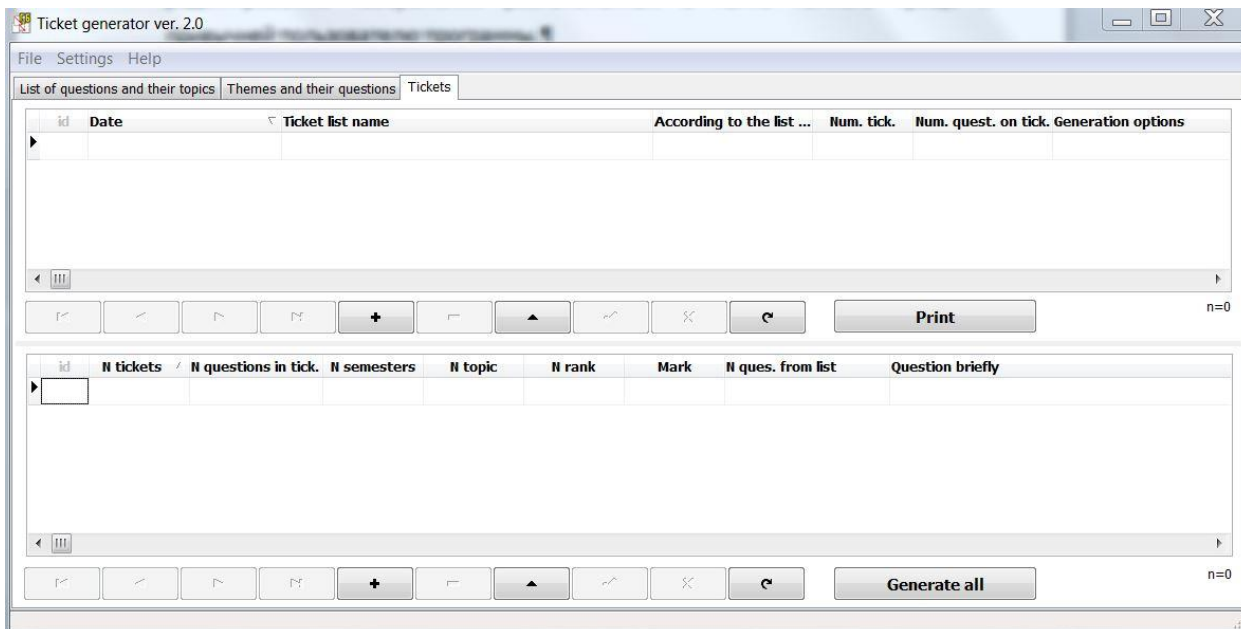 Ticket generator ver. 2.0
File Settings Help
List of questions and their topics Themes and their questions Tickets
id Date Ticket list name According to the list ... Num. tick. Num. quest. on tick. Generation options
Print n=0
id N tickets N questions in tick. N semesters N topic N rank Mark N ques. from list Question briefly
Generate all n=0